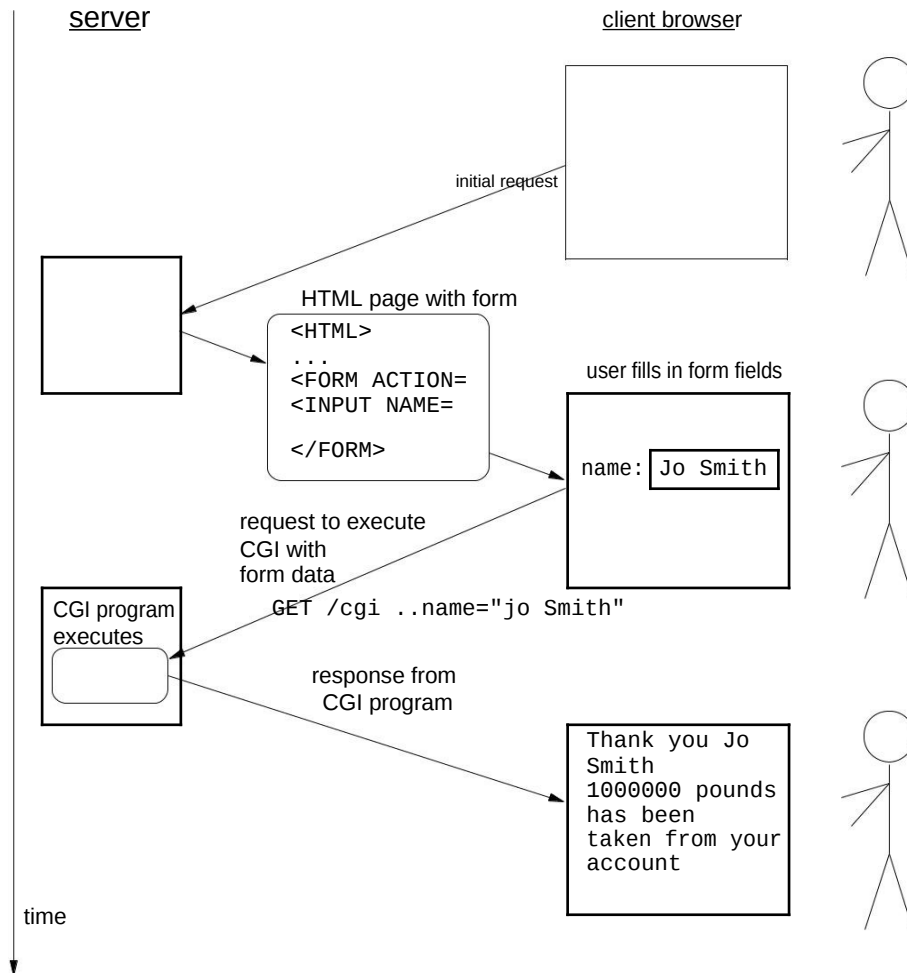 server
client browser
initial request
HTML page with form
<HTML>
...
<FORM ACTION=
<INPUT NAME=
</FORM>
user fills in form fields
name: Jo Smith
request to execute
CGI with
form data
GET /cgi ..name="jo Smith"
CGI program
executes
response from
CGI program
Thank you Jo
Smith
1000000 pounds
has been
taken from your
account
time